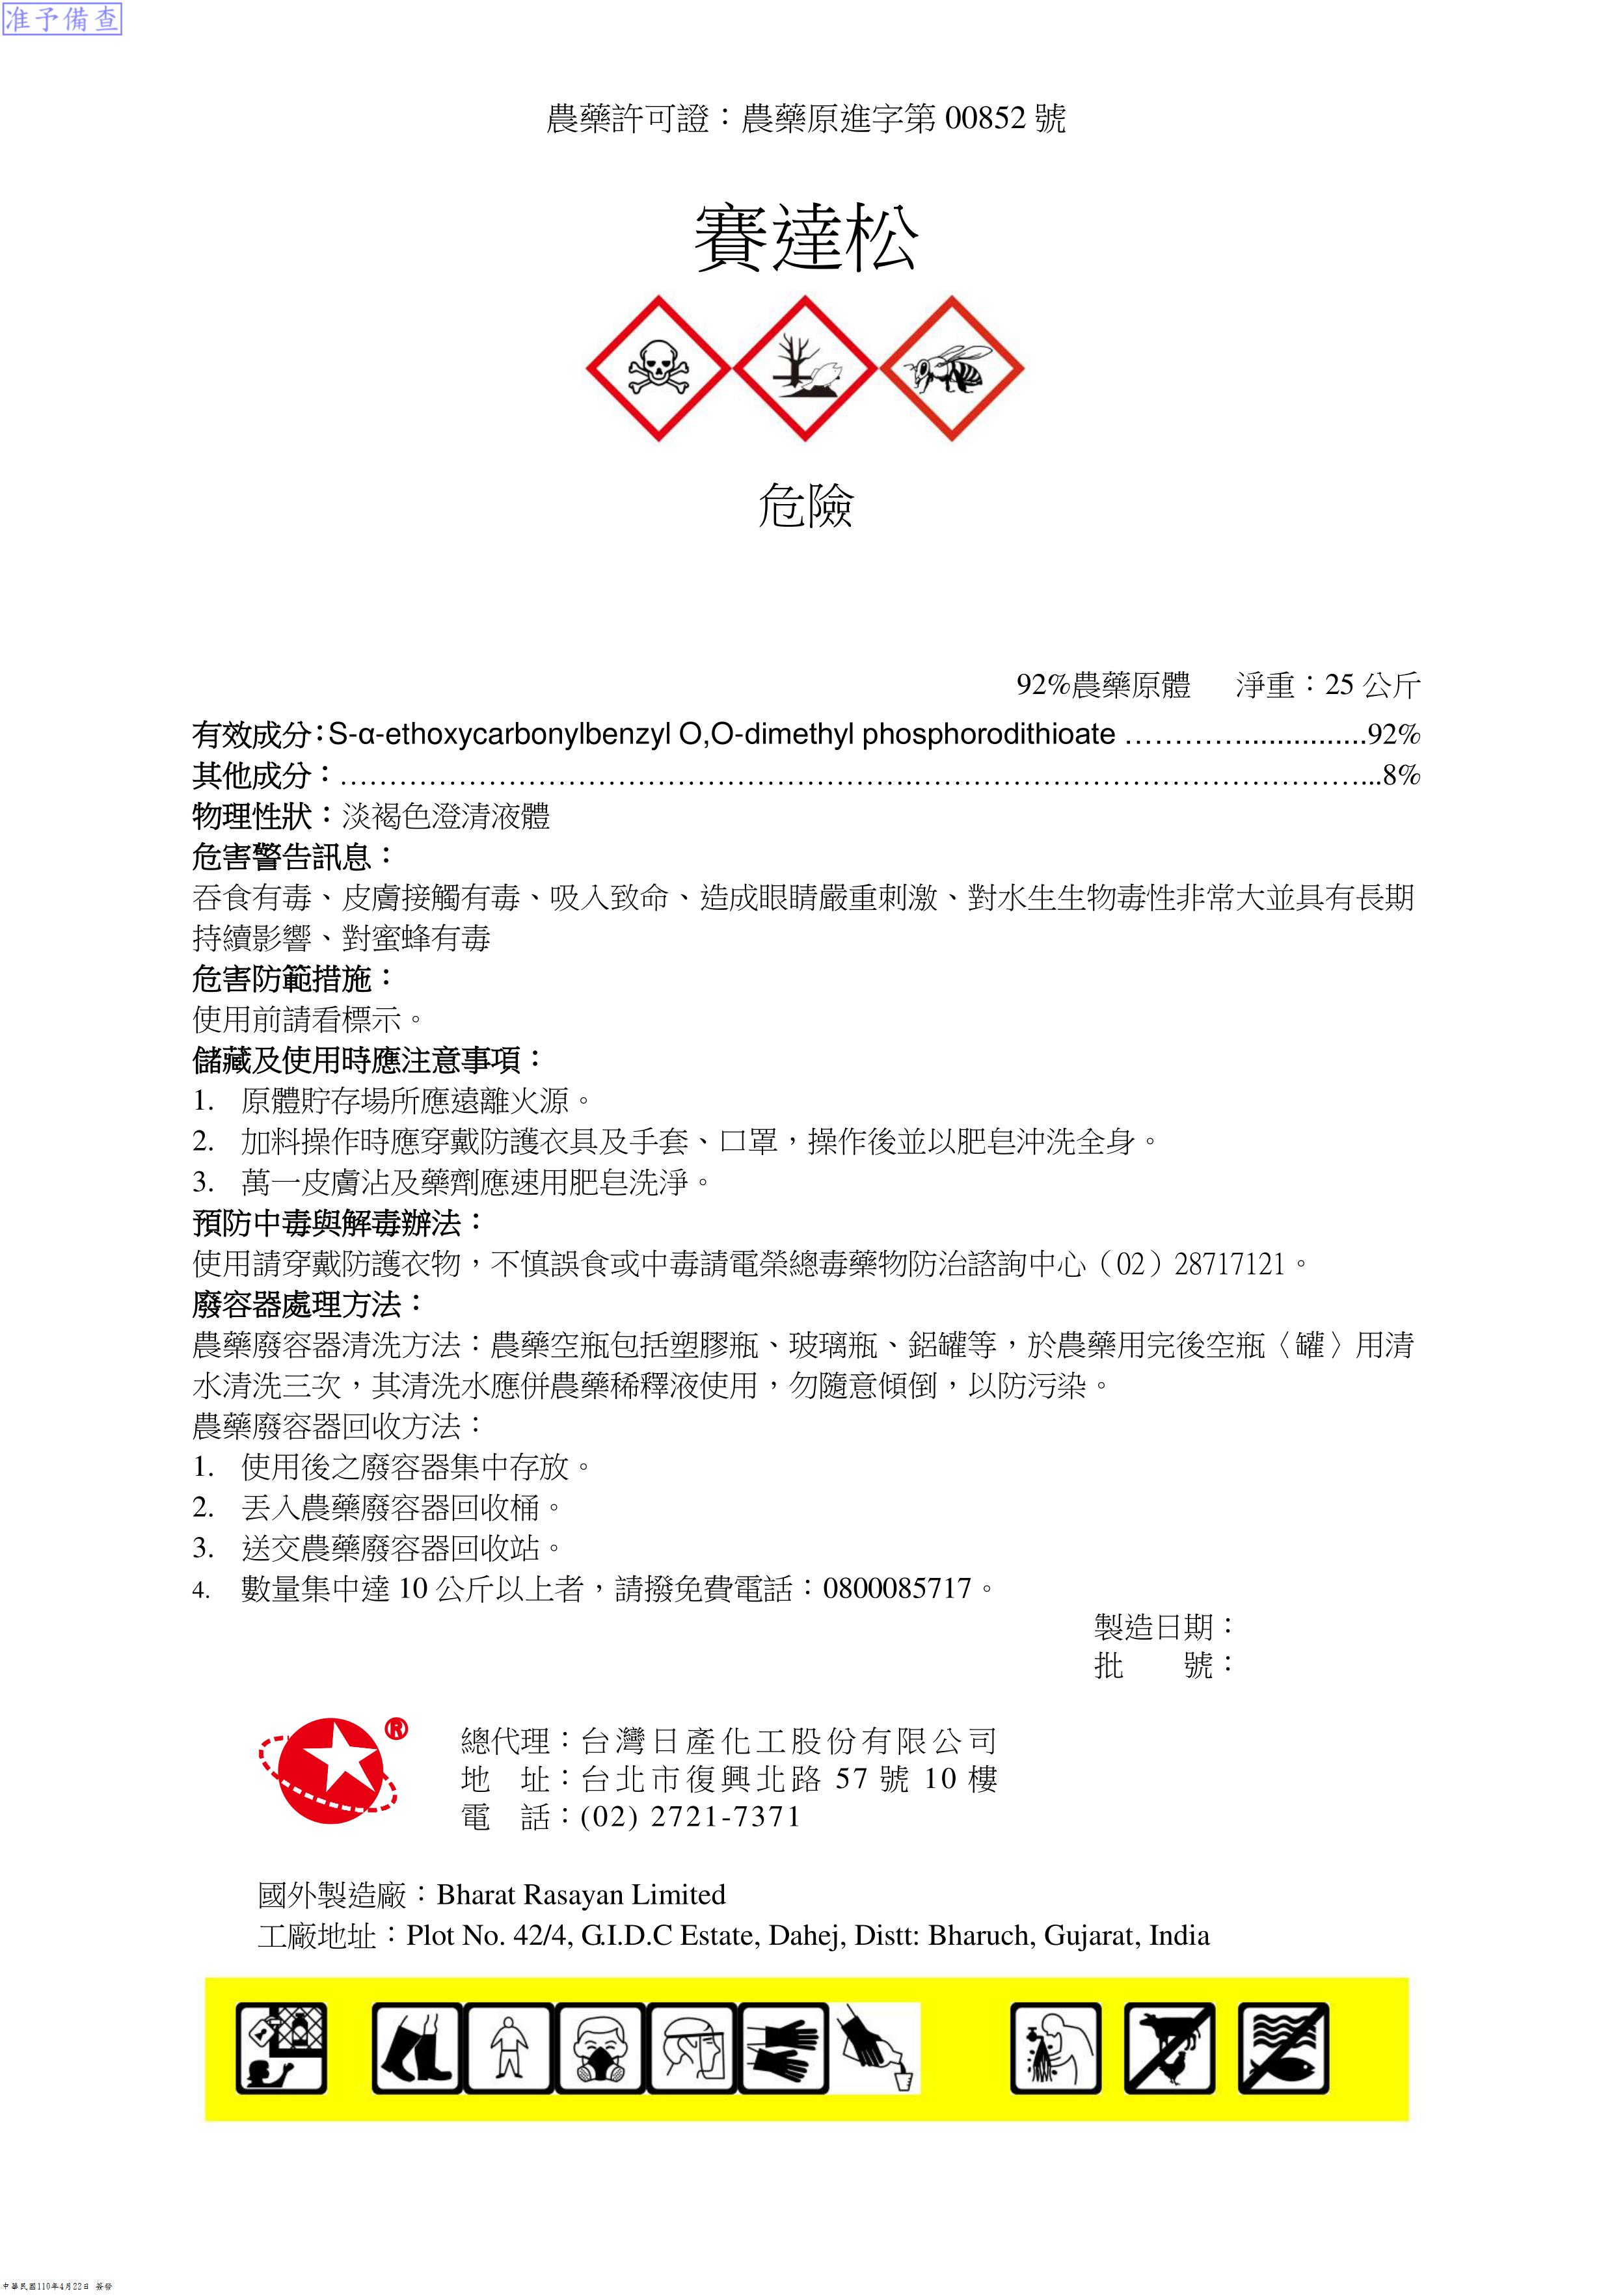 准予備查
農藥許可證：農藥原進字第 00852 號
賽達松
危險
92%農藥原體 淨重：25 公斤
有效成分：S-α-ethoxycarbonylbenzyl O,O-dimethyl phosphorodithioate ………….................92%
其他成分：…………………………………………………………………………………………...8%
物理性狀：淡褐色澄清液體
危害警告訊息：
吞食有毒、皮膚接觸有毒、吸入致命、造成眼睛嚴重刺激、對水生生物毒性非常大並具有長期
持續影響、對蜜蜂有毒
危害防範措施：
使用前請看標示。
儲藏及使用時應注意事項：
1. 原體貯存場所應遠離火源。
2. 加料操作時應穿戴防護衣具及手套、口罩，操作後並以肥皂沖洗全身。
3. 萬一皮膚沾及藥劑應速用肥皂洗淨。
預防中毒與解毒辦法：
使用請穿戴防護衣物，不慎誤食或中毒請電榮總毒藥物防治諮詢中心（02）28717121。
廢容器處理方法：
農藥廢容器清洗方法：農藥空瓶包括塑膠瓶、玻璃瓶、鋁罐等，於農藥用完後空瓶〈罐〉用清
水清洗三次，其清洗水應併農藥稀釋液使用，勿隨意傾倒，以防污染。
農藥廢容器回收方法：
1. 使用後之廢容器集中存放。
2. 丟入農藥廢容器回收桶。
3. 送交農藥廢容器回收站。
4. 數量集中達 10 公斤以上者，請撥免費電話：0800085717。
製造日期：
批 號：
®
總代理：台灣日產化工股份有限公司
地 址：台北市復興北路 57 號 10 樓
電 話：(02) 2721-7371
國外製造廠：Bharat Rasayan Limited
工廠地址：Plot No. 42/4, G.I.D.C Estate, Dahej, Distt: Bharuch, Gujarat, India
中華民國110年4月22日 簽發